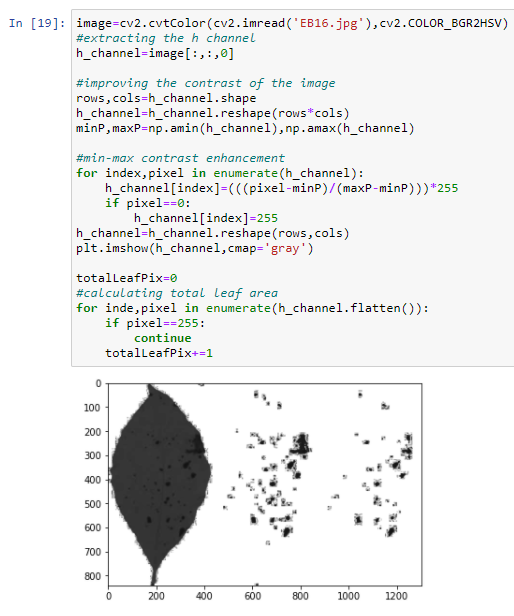 In [19]: image=cv2.cvtColor(cv2.imread('EB16.jpg'),cv2.COLOR_BGR2HSV)
#extracting the h channel
h_channel=image[:,:,0]

#improving the contrast of the image
rows,cols=h_channel.shape
h_channel=h_channel.reshape(rows*cols)
minP,maxP=np.amin(h_channel),np.amax(h_channel)

#min-max contrast enhancement
for index,pixel in enumerate(h_channel):
    h_channel[index]=(((pixel-minP)/(maxP-minP)))*255
    if pixel==0:
        h_channel[index]=255
h_channel=h_channel.reshape(rows,cols)
plt.imshow(h_channel,cmap='gray')

totalLeafPix=0
#calculating total leaf area
for inde,pixel in enumerate(h_channel.flatten()):
    if pixel==255:
        continue
    totalLeafPix+=1
0
100
200
300
400
500
600
700
800
0 200 400 600 800 1000 1200